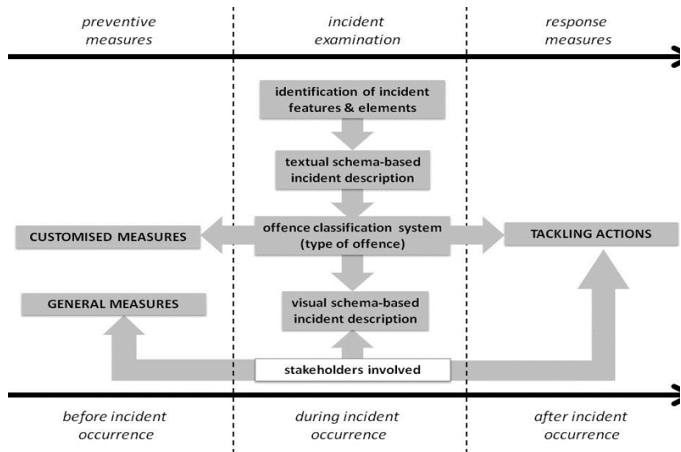 preventive
measures
incident
examination
response
measures
identification of incident
features & elements
textual schema-based
incident description
offence classification system
(type of offence)
CUSTOMISED MEASURES
TACKLING ACTIONS
GENERAL MEASURES
visual schema-based
incident description
stakeholders involved
before incident
occurrence
during incident
occurrence
after incident
occurrence